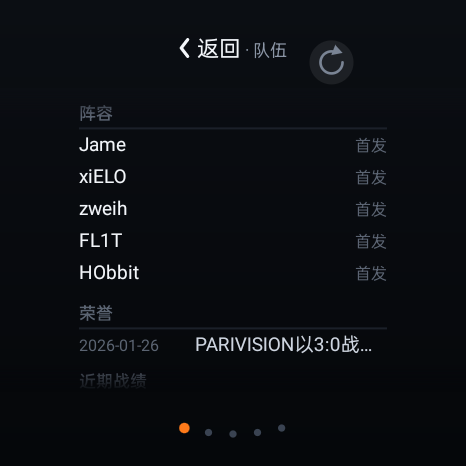 返回 · 队伍
阵容
Jame 首发
xiELO 首发
zweih 首发
FL1T 首发
HObbit 首发
荣誉
2026-01-26 PARIVISION以3:0战...
近期战绩